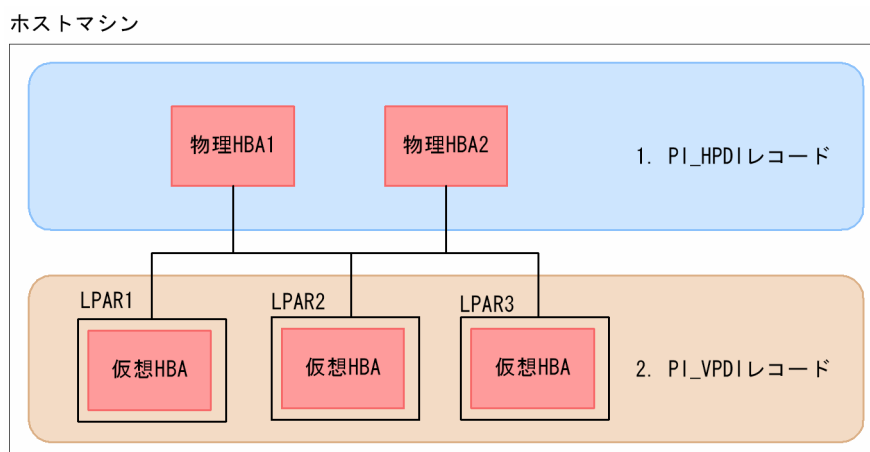 ホストマシン
物理HBA1
物理HBA2
1. PI_HPDIレコード
LPAR1
LPAR2
LPAR3
仮想HBA
仮想HBA
仮想HBA
2. PI_VPDIレコード